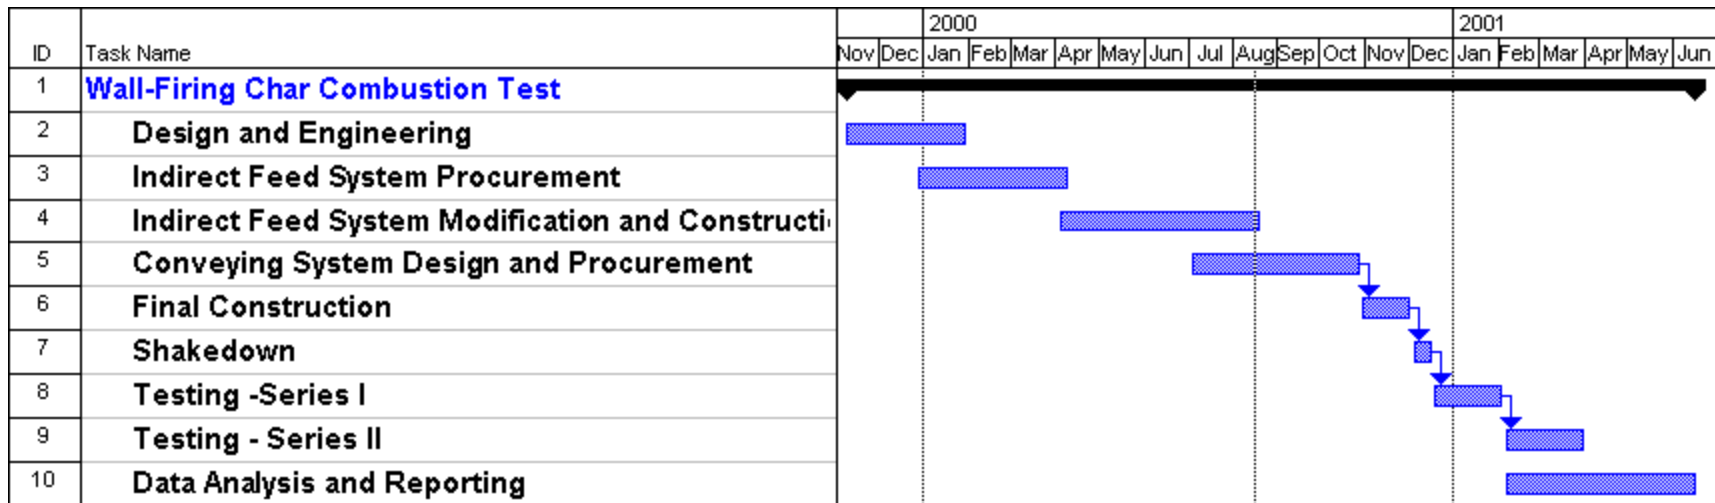 2000 2001
ID Task Name Nov Dec Jan Feb Mar Apr May Jun Jul Aug Sep Oct Nov Dec Jan Feb Mar Apr May Jun
1 Wall-Firing Char Combustion Test
2 Design and Engineering
3 Indirect Feed System Procurement
4 Indirect Feed System Modification and Constructi
5 Conveying System Design and Procurement
6 Final Construction
7 Shakedown
8 Testing -Series I
9 Testing - Series II
10 Data Analysis and Reporting